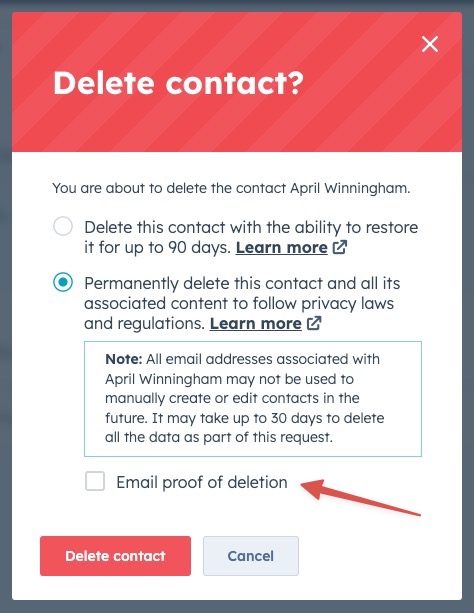 Delete contact?
You are about to delete the contact April Winningham.
Delete this contact with the ability to restore
it for up to 90 days. Learn more
Permanently delete this contact and all its
associated content to follow privacy laws
and regulations. Learn more
Note: All email addresses associated with
April Winningham may not be used to
manually create or edit contacts in the
future. It may take up to 30 days to delete
all the data as part of this request.
Email proof of deletion
Delete contact
Cancel